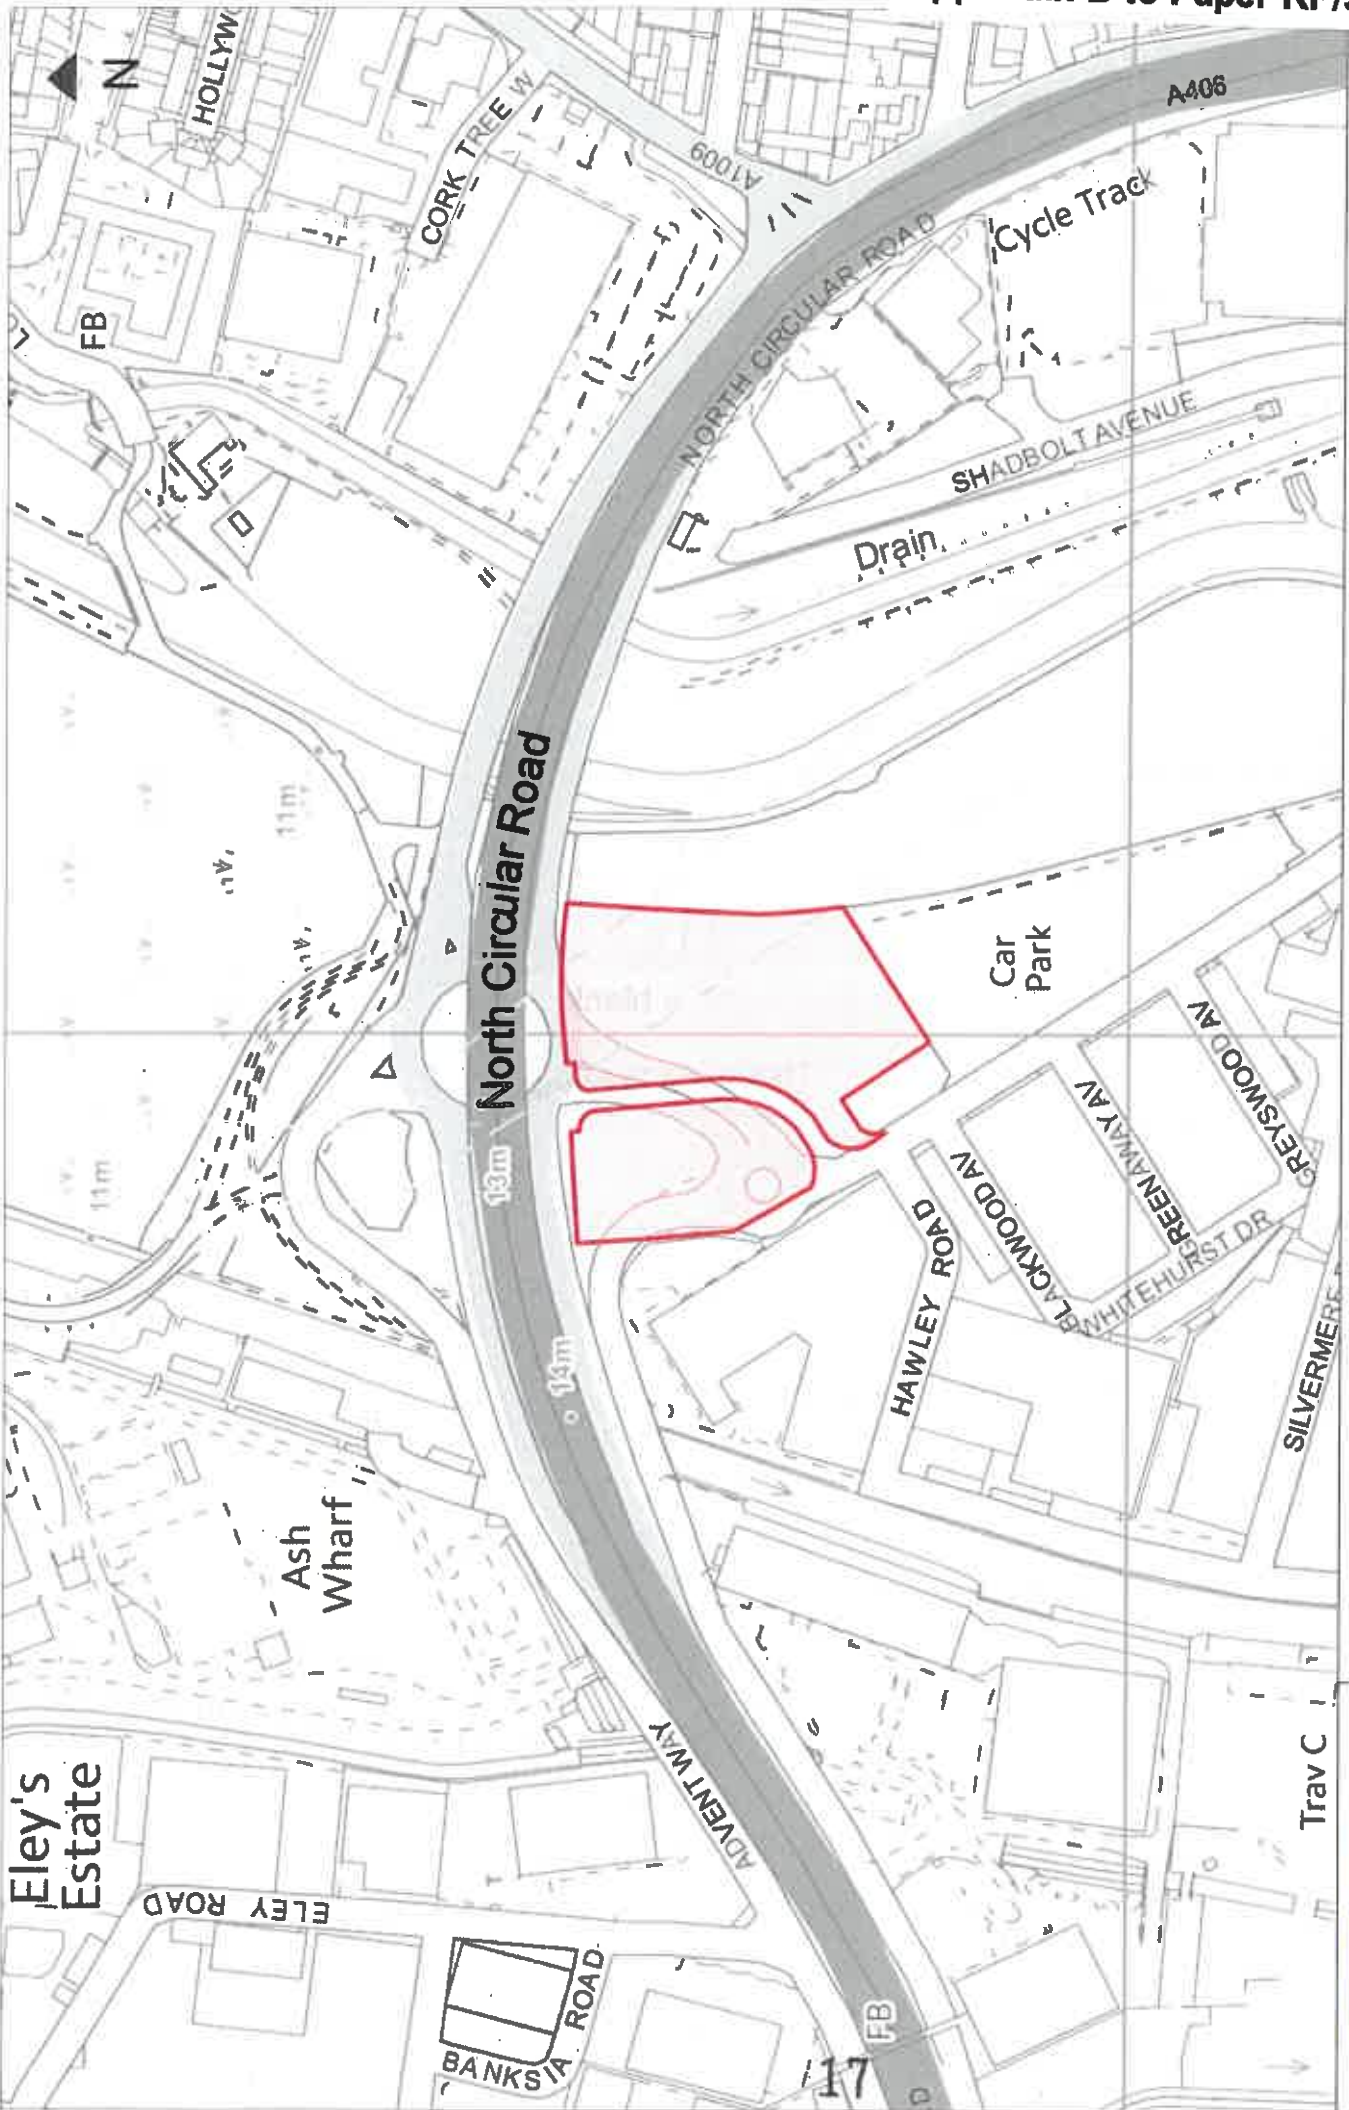 N
HOLLYW
CORK TREE W
A406
A1009
Cycle Track
NORTH CIRCULAR ROAD
FB
SHADBOLT AVENUE
Drain
North Circular Road
11m
Car
Park
GREYSWOOD AV
GREENAWAY AV
BLACKWOOD AV
WHITEHURST DR
HAWLEY ROAD
SILVERMERE
11m
13m
14m
Ash
Wharf
ADVENT WAY
Eley's
Estate
ELEY ROAD
BANKSIA ROAD
Trav C
FB
17